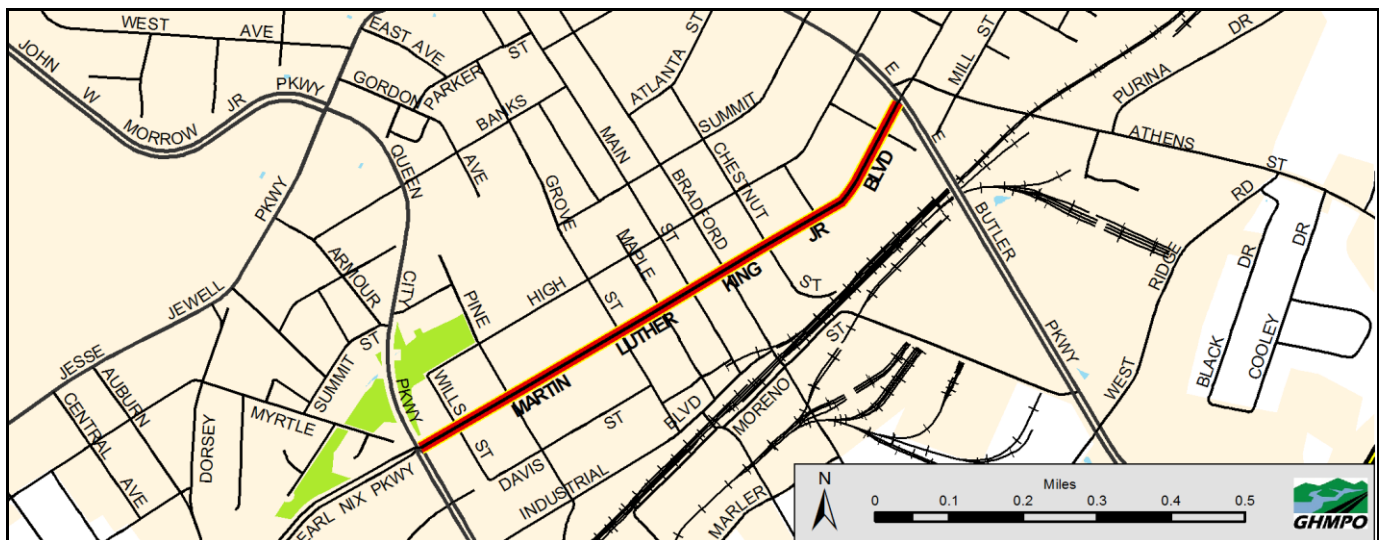 WEST AVE
EAST AVE
ST
PARKER
GORDON
AVE
BANKS
JOHN W MORROW JR PKWY
QUEEN CITY PKWY
ATLANTA ST
SUMMIT
MAIN ST
BRADFORD
CHESTNUT ST
GROVE
MAPLE ST
HIGH
PINE
E E BUTLER PKWY
MILL ST
PURINA DR
ATHENS ST
RIDGE RD
WEST
BLACK DR
COOLEY DR
JESSE JEWELL PKWY
ARMOUR
SUMMIT ST
MYRTLE
DORSEY
AUBURN
CENTRAL AVE
MARTIN LUTHER KING JR BLVD
WILLS ST
DAVIS ST
INDUSTRIAL BLVD
MORENO ST
MARLER
EARL NIX PKWY
N
Miles
0 0.1 0.2 0.3 0.4 0.5
GHMPO